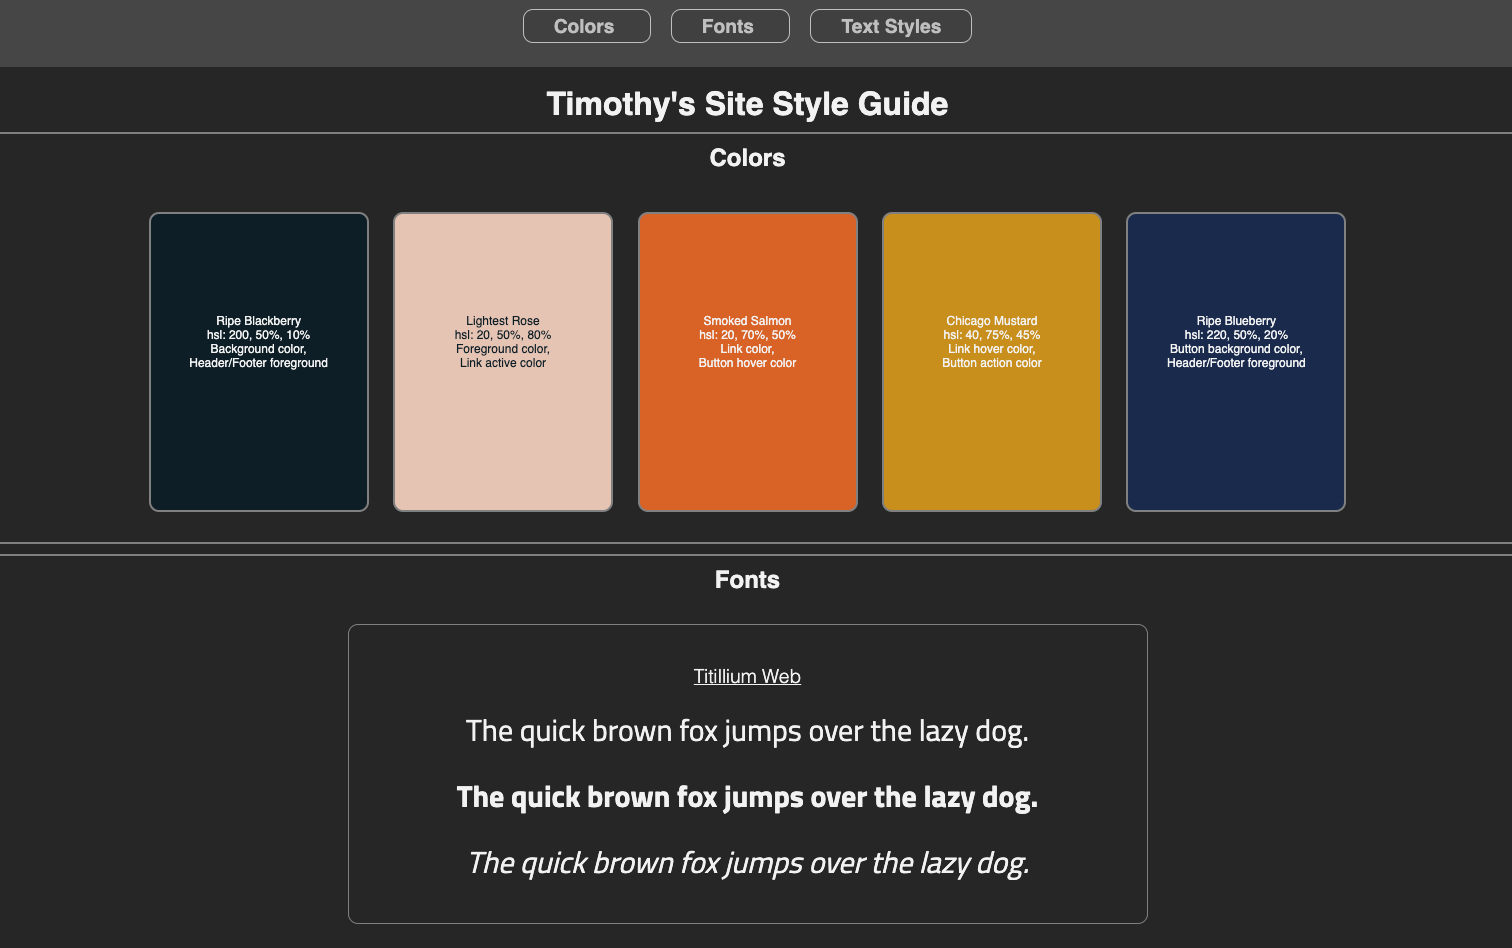 Colors
Fonts
Text Styles
Timothy's Site Style Guide
Colors
Ripe Blackberry
hsl: 200, 50%, 10%
Background color,
Header/Footer foreground
Lightest Rose
hsl: 20, 50%, 80%
Foreground color,
Link active color
Smoked Salmon
hsl: 20, 70%, 50%
Link color,
Button hover color
Chicago Mustard
hsl: 40, 75%, 45%
Link hover color,
Button action color
Ripe Blueberry
hsl: 220, 50%, 20%
Button background color,
Header/Footer foreground
Fonts
Titillium Web
The quick brown fox jumps over the lazy dog.
The quick brown fox jumps over the lazy dog.
The quick brown fox jumps over the lazy dog.